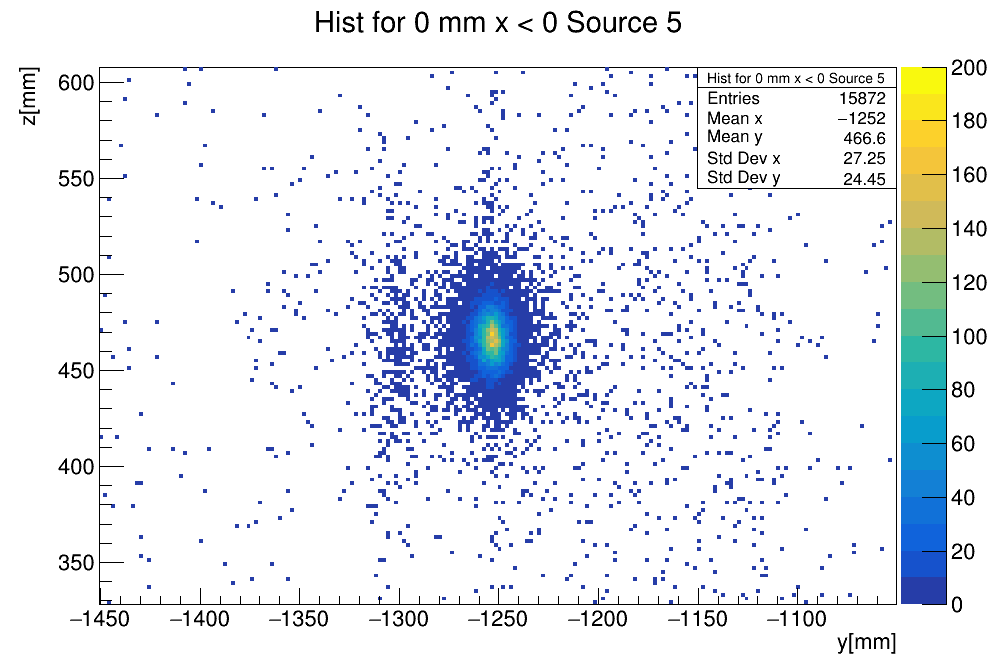 Hist for 0 mm x < 0 Source 5
z[mm]
Hist for 0 mm x < 0 Source 5
Entries 15872
Mean x −1252
Mean y 466.6
Std Dev x 27.25
Std Dev y 24.45
600
550
500
450
400
350
200
180
160
140
120
100
80
60
40
20
0
−1450 −1400 −1350 −1300 −1250 −1200 −1150 −1100
y[mm]